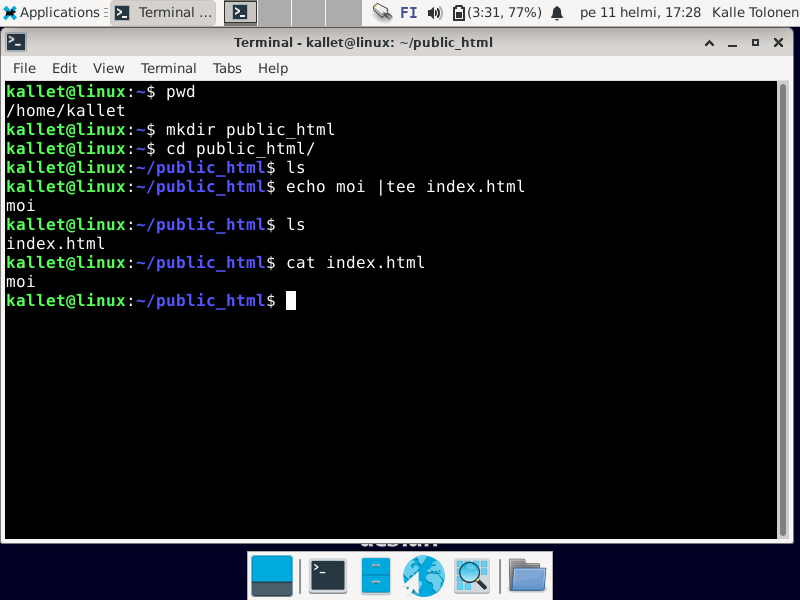 Applications Terminal ... FI (3:31, 77%) pe 11 helmi, 17:28 Kalle Tolonen
Terminal - kallet@linux: ~/public_html
File Edit View Terminal Tabs Help
kallet@linux:~$ pwd
/home/kallet
kallet@linux:~$ mkdir public_html
kallet@linux:~$ cd public_html/
kallet@linux:~/public_html$ ls
kallet@linux:~/public_html$ echo moi |tee index.html
moi
kallet@linux:~/public_html$ ls
index.html
kallet@linux:~/public_html$ cat index.html
moi
kallet@linux:~/public_html$